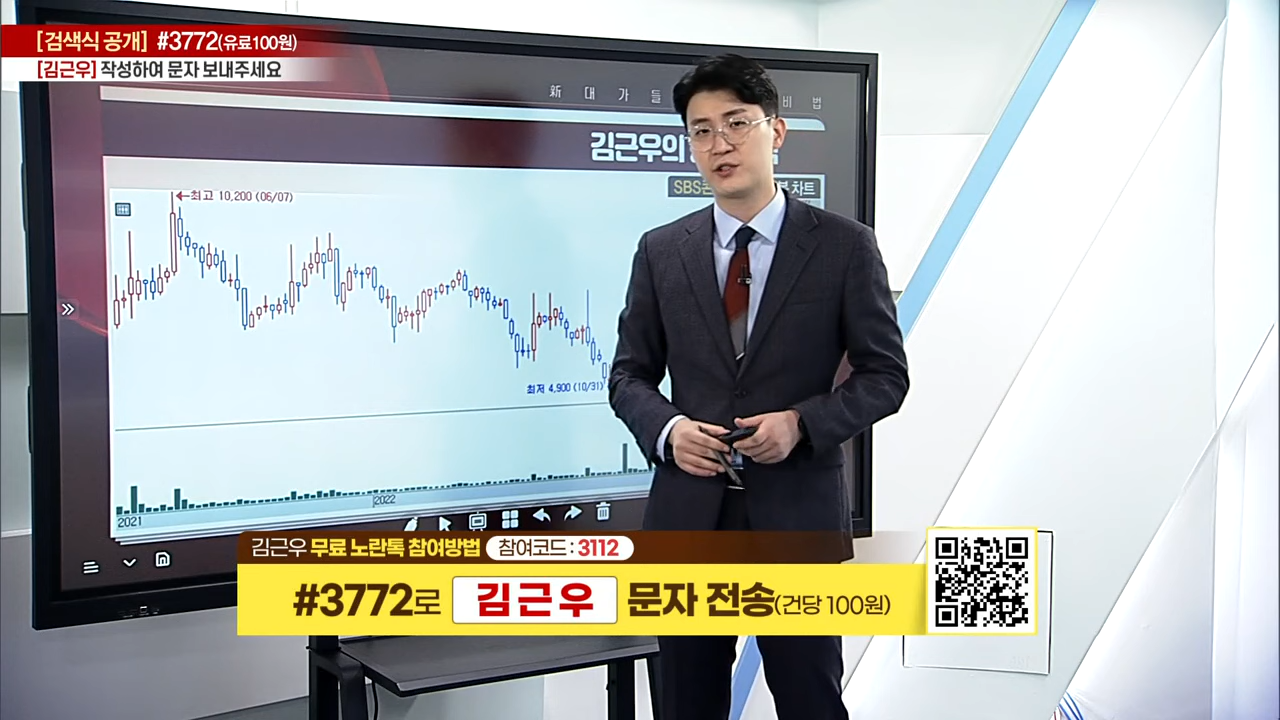 [검색식 공개] #3772(유료100원)
[김근우] 작성하여 문자 보내주세요
新 대 가 들
비 법
김근우의
SBS
차트
최고 10,200 (06/07)
최저 4,900 (10/31)
2021
2022
김근우 무료 노란톡 참여방법 참여코드 : 3112
#3772로 김근우 문자 전송(건당 100원)